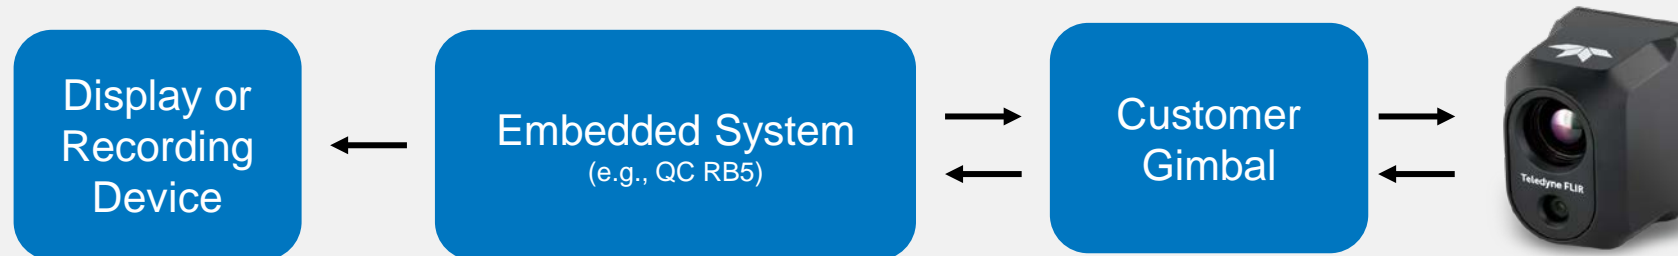 Display or
Recording
Device
Embedded System
(e.g., QC RB5)
Customer
Gimbal
Teledyne FLIR